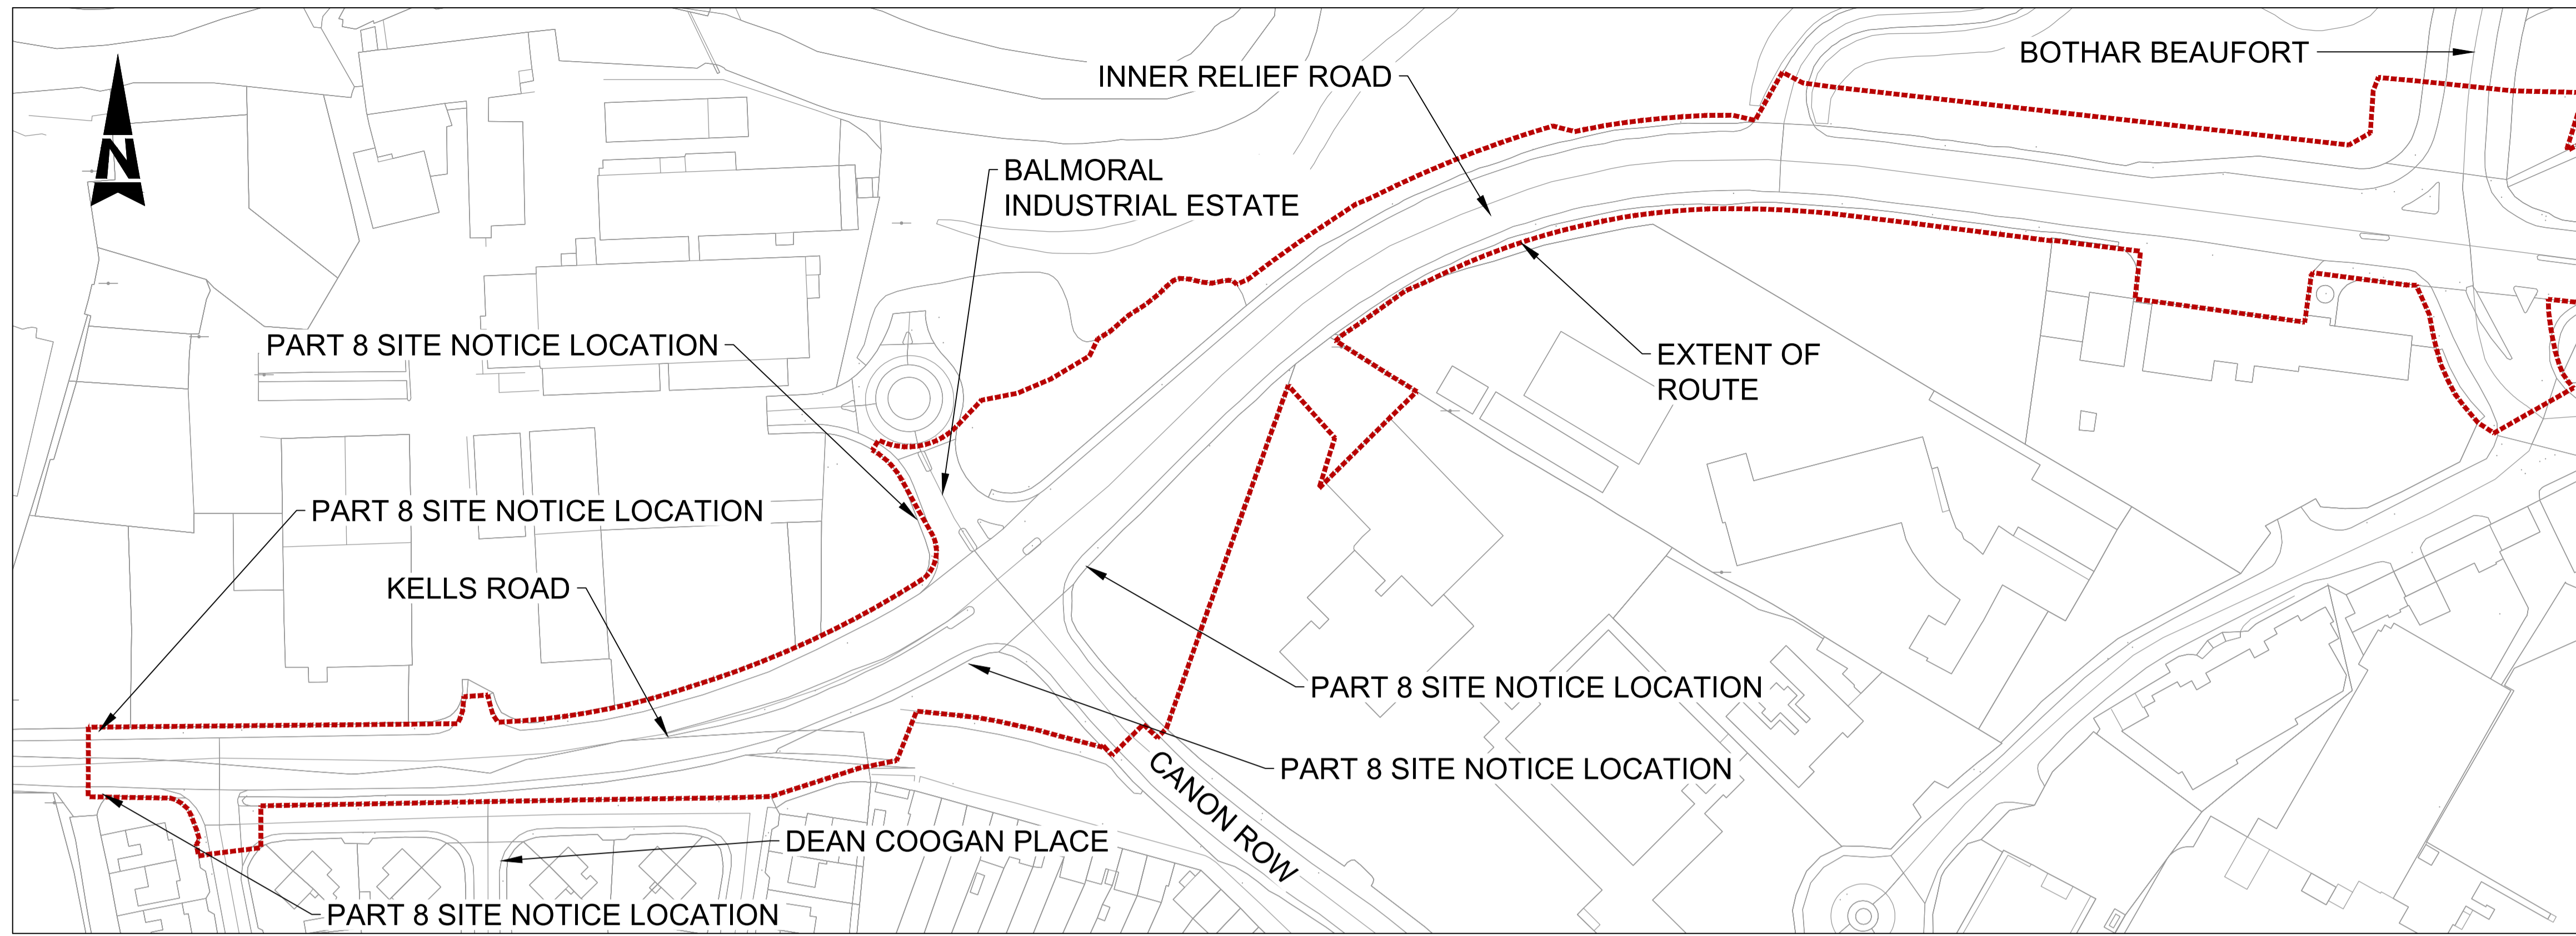 BOTHAR BEAUFORT
INNER RELIEF ROAD
N
BALMORAL
INDUSTRIAL ESTATE
PART 8 SITE NOTICE LOCATION
EXTENT OF
ROUTE
PART 8 SITE NOTICE LOCATION
KELLS ROAD
PART 8 SITE NOTICE LOCATION
PART 8 SITE NOTICE LOCATION
CANON ROW
DEAN COOGAN PLACE
PART 8 SITE NOTICE LOCATION